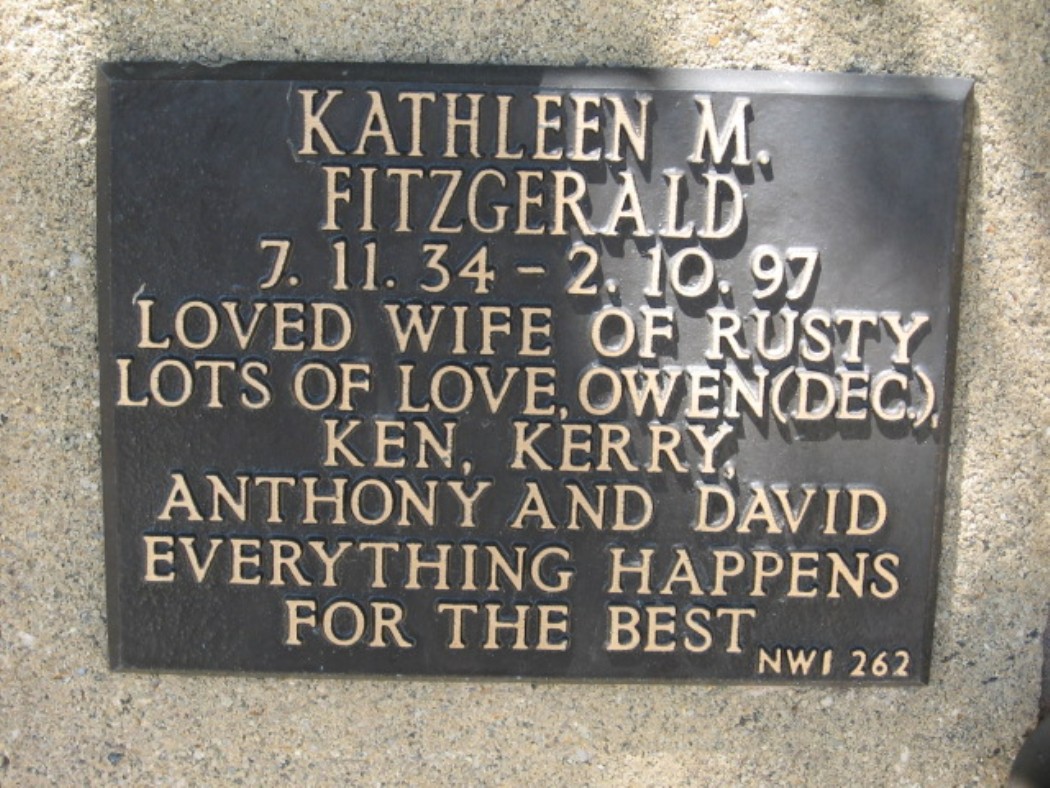 KATHLEEN M.
FITZGERALD
7. 11. 34 - 2. 10. 97
LOVED WIFE OF RUSTY
LOTS OF LOVE, OWEN(DEC.),
KEN, KERRY,
ANTHONY AND DAVID
EVERYTHING HAPPENS
FOR THE BEST
NW1 262